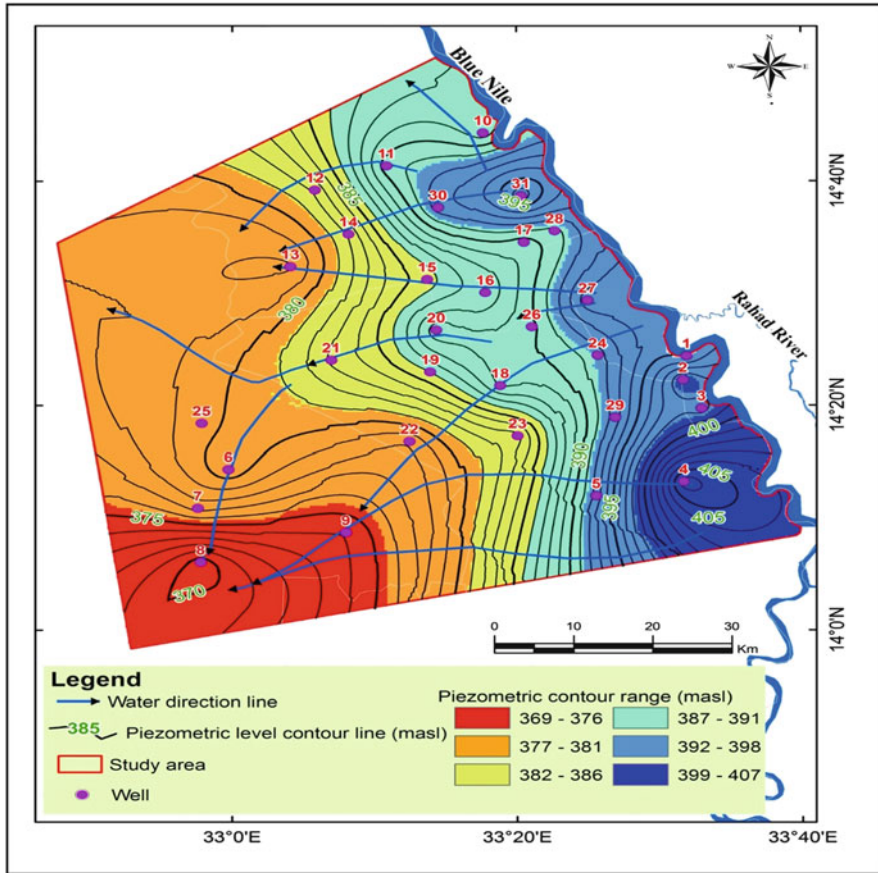 N
W E
S
Blue Nile
10
11
12
385
31
395
30
14
28
17
13
15
16
27
380
26
20
Rahad River
24
1
21
19
2
18
3
29
25
400
22
23
6
390
405
4
5
395
7
375
405
9
8
370
14°40'N
14°20'N
14°0'N
0 10 20 30
Km
Legend
Water direction line
385 Piezometric level contour line (masl)
Study area
Well
Piezometric contour range (masl)
369 - 376
377 - 381
382 - 386
387 - 391
392 - 398
399 - 407
33°0'E 33°20'E 33°40'E